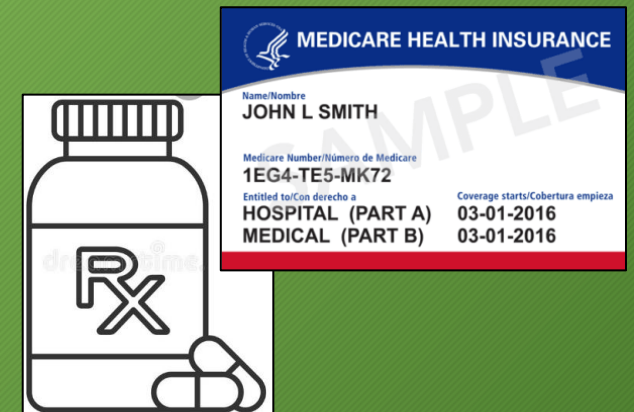 MEDICARE HEALTH INSURANCE
Name/Nombre
JOHN L SMITH
SAMPLE
Medicare Number/Número de Medicare
1EG4-TE5-MK72
Entitled to/Con derecho a
Coverage starts/Cobertura empieza
HOSPITAL (PART A) 03-01-2016
MEDICAL (PART B) 03-01-2016
Rx